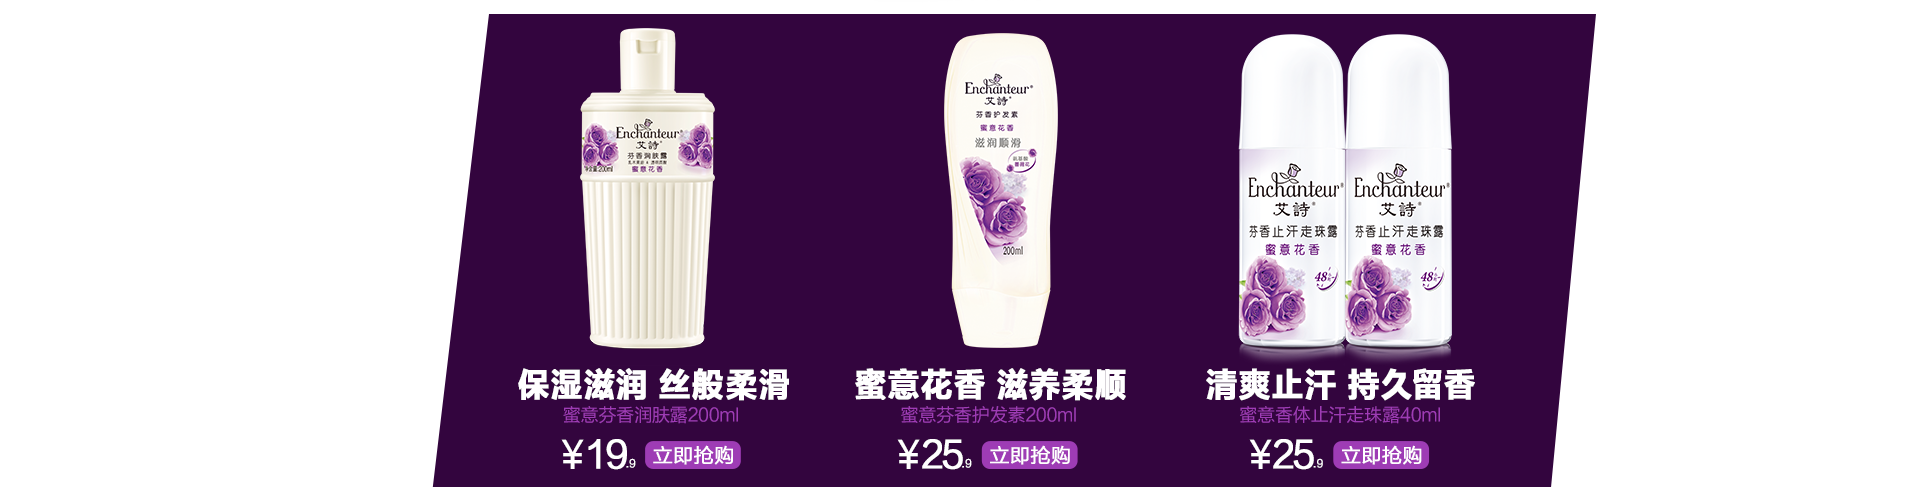 Enchanteur®
艾詩®
芬香润肤露
蜜意花香
净含量:200ml
保湿滋润 丝般柔滑
蜜意芬香润肤露200ml
¥19.9 立即抢购
Enchanteur®
艾詩®
芬香护发素
蜜意花香
滋润顺滑
200ml
蜜意花香 滋养柔顺
蜜意芬香护发素200ml
¥25.9 立即抢购
Enchanteur®
艾詩®
芬香止汗走珠露
蜜意花香
48
Enchanteur®
艾詩®
芬香止汗走珠露
蜜意花香
48
清爽止汗 持久留香
蜜意香体止汗走珠露40ml
¥25.9 立即抢购